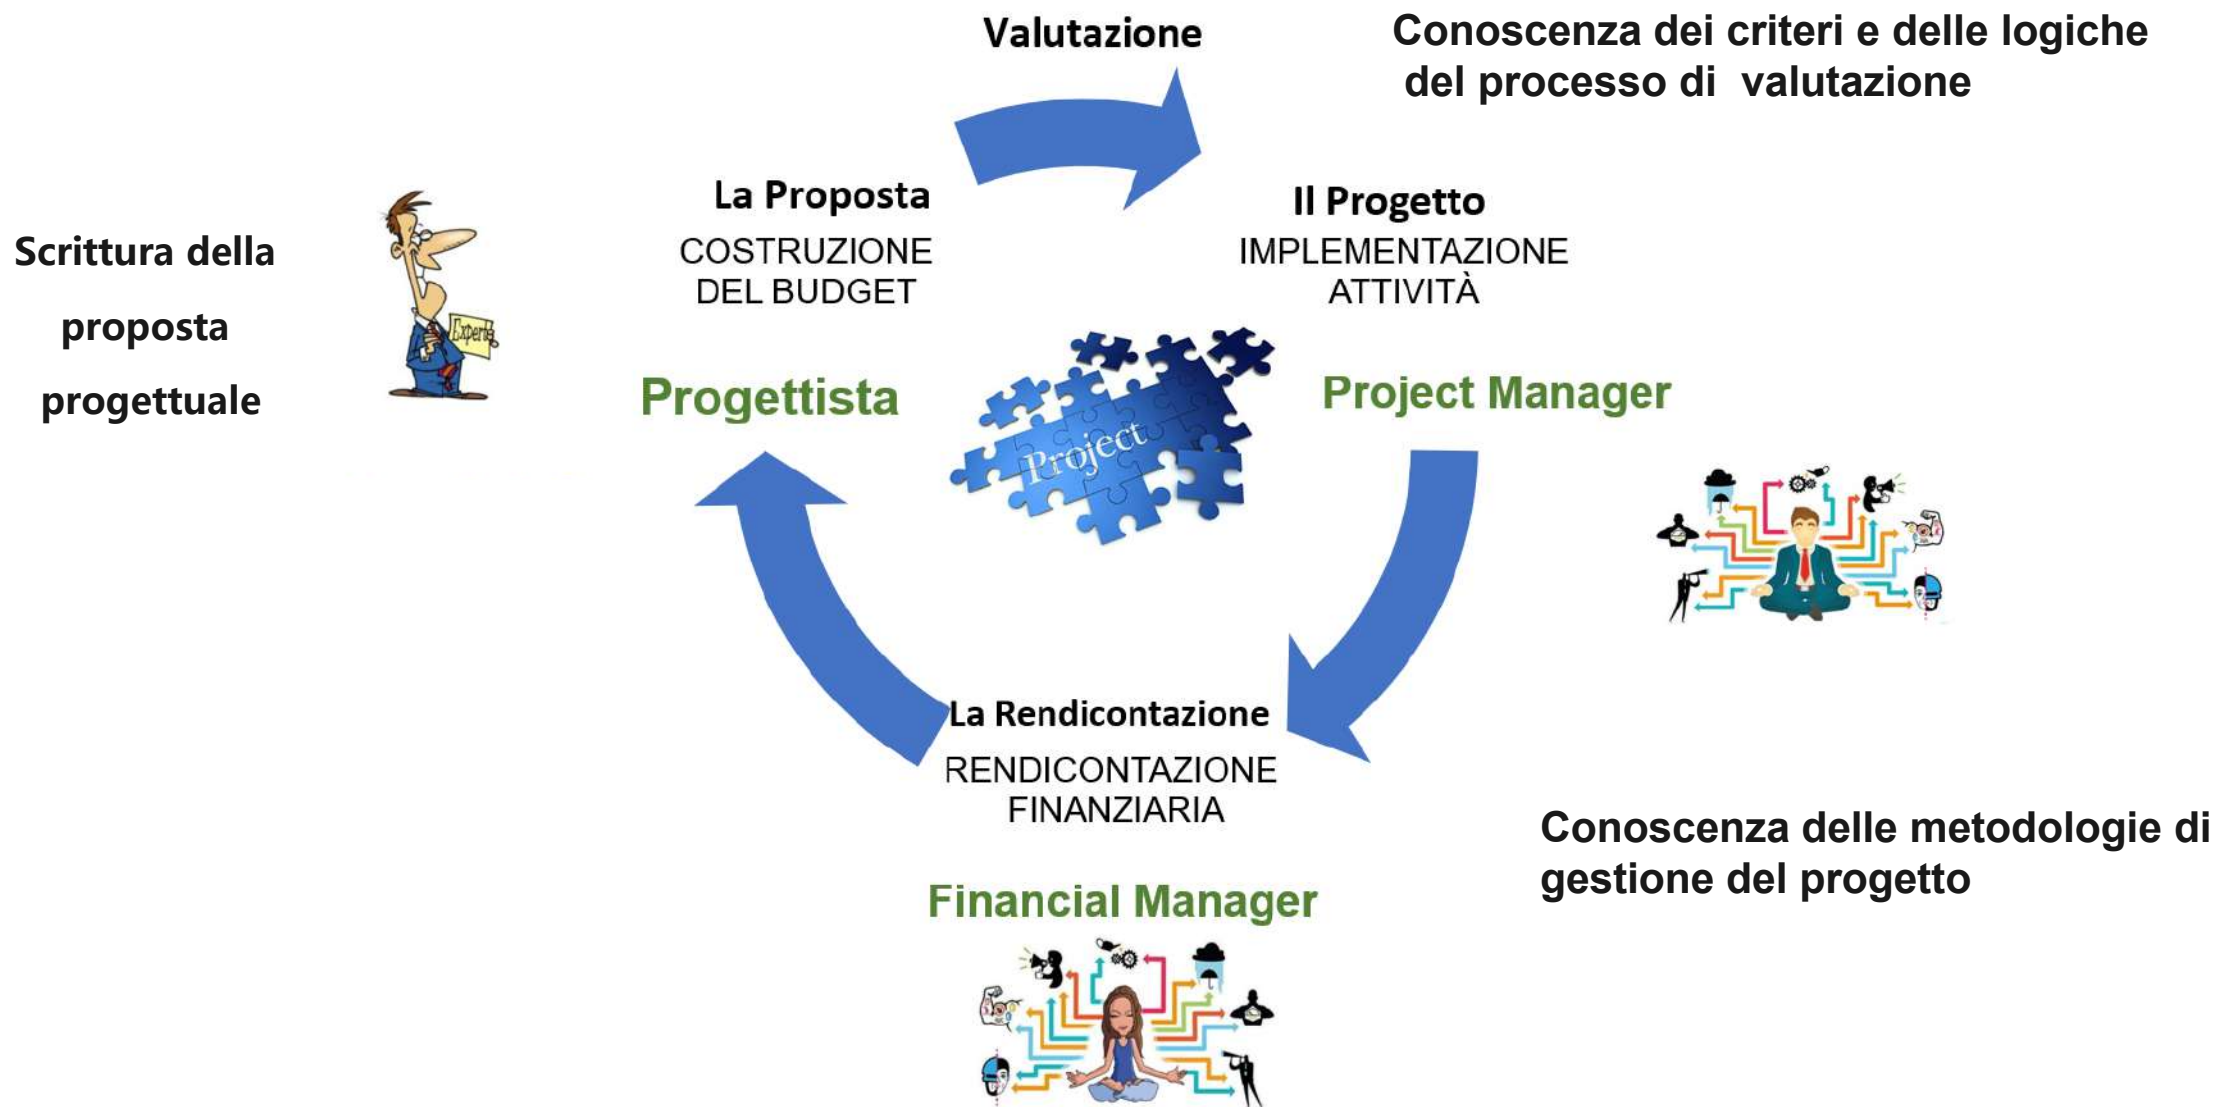 Valutazione
Conoscenza dei criteri e delle logiche
del processo di valutazione
La Proposta
COSTRUZIONE
DEL BUDGET
Il Progetto
IMPLEMENTAZIONE
ATTIVITÀ
Scrittura della
proposta
progettuale
Experte
Progettista
Project
Project Manager
La Rendicontazione
RENDICONTAZIONE
FINANZIARIA
Conoscenza delle metodologie di
gestione del progetto
Financial Manager